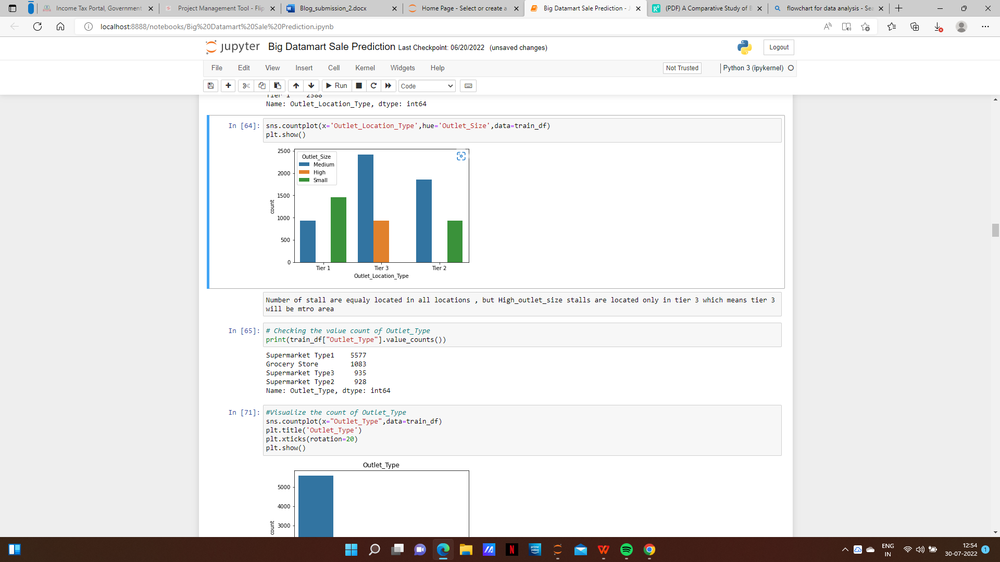 Income Tax Portal, Government
Project Management Tool - Flip
Blog_submission_2.docx
Home Page - Select or create a
Big Datamart Sale Prediction - J
(PDF) A Comparative Study of B
flowchart for data analysis - Sea
localhost:8888/notebooks/Big%20Datamart%20Sale%20Prediction.ipynb
jupyter Big Datamart Sale Prediction Last Checkpoint: 06/20/2022 (unsaved changes)
Logout
File Edit View Insert Cell Kernel Widgets Help
Not Trusted
Python 3 (ipykernel)
Run
Code
Tier 1 2388
Name: Outlet_Location_Type, dtype: int64
In [64]: sns.countplot(x='Outlet_Location_Type',hue='Outlet_Size',data=train_df)
plt.show()
2500
2000
1500
1000
500
0
count
Outlet_Size
Medium
High
Small
Tier 1 Tier 3 Tier 2
Outlet_Location_Type
Number of stall are equaly located in all locations , but High_outlet_size stalls are located only in tier 3 which means tier 3
will be mtro area
In [65]: # Checking the value count of Outlet_Type
print(train_df["Outlet_Type"].value_counts())
Supermarket Type1 5577
Grocery Store 1083
Supermarket Type3 935
Supermarket Type2 928
Name: Outlet_Type, dtype: int64
In [71]: #Visualize the count of Outlet_Type
sns.countplot(x="Outlet_Type",data=train_df)
plt.title('Outlet_Type')
plt.xticks(rotation=20)
plt.show()
Outlet_Type
5000
4000
3000
count
prime video
ENG
IN
12:54
30-07-2022
1